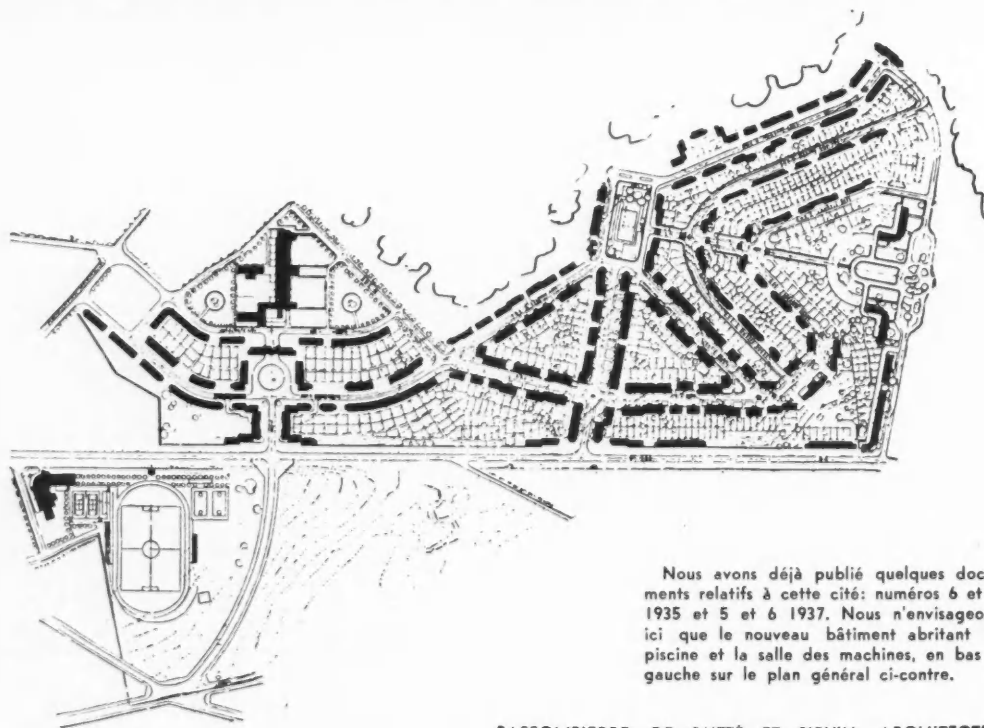 Nous avons déjà publié quelques doc
ments relatifs à cette cité: numéros 6 et
1935 et 5 et 6 1937. Nous n'envisageo
ici que le nouveau bâtiment abritant
piscine et la salle des machines, en bas
gauche sur le plan général ci-contre.